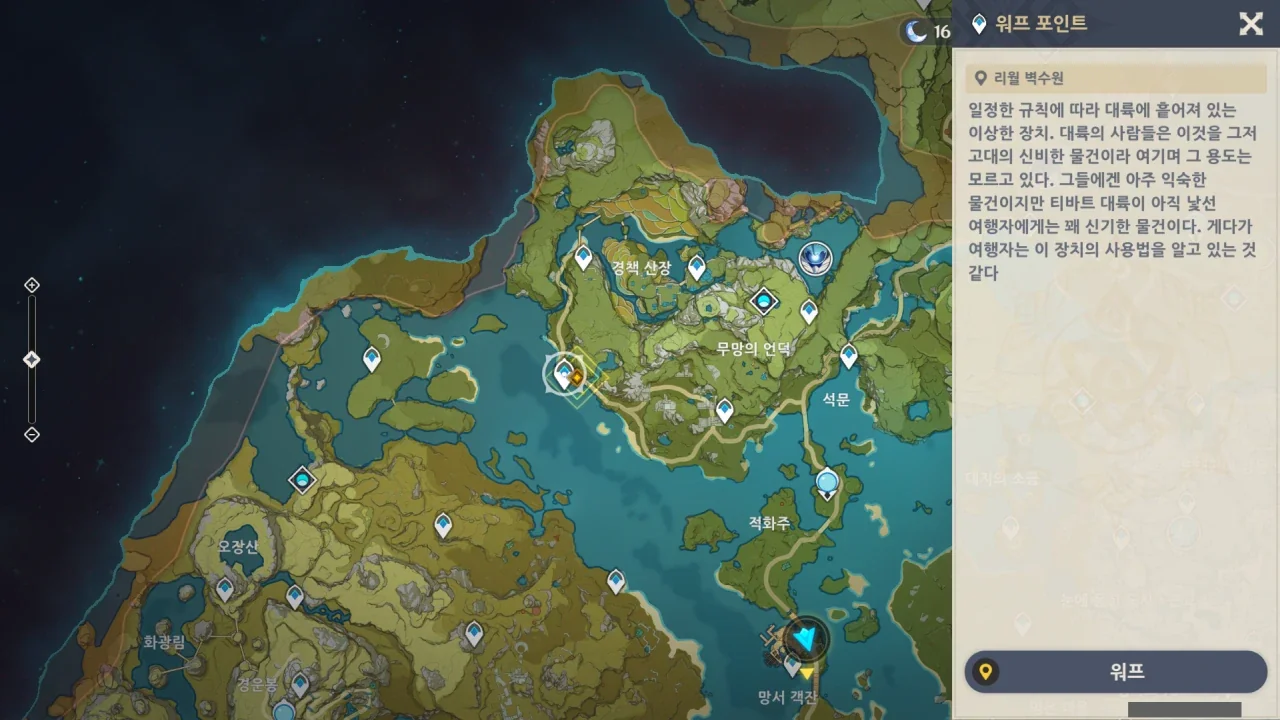 16
워프 포인트
리월 벽수원
일정한 규칙에 따라 대륙에 흩어져 있는
이상한 장치. 대륙의 사람들은 이것을 그저
고대의 신비한 물건이라 여기며 그 용도는
모르고 있다. 그들에겐 아주 익숙한
물건이지만 티바트 대륙이 아직 낯선
여행자에게는 꽤 신기한 물건이다. 게다가
여행자는 이 장치의 사용법을 알고 있는 것
같다
경책 산장
무망의 언덕
석문
적화주
오장산
화광림
경운봉
망서 객잔
워프